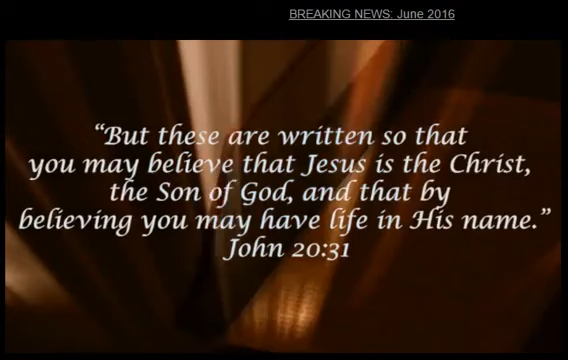 BREAKING NEWS: June 2016
“But these are written so that
you may believe that Jesus is the Christ,
the Son of God, and that by
believing you may have life in His name.”
John 20:31